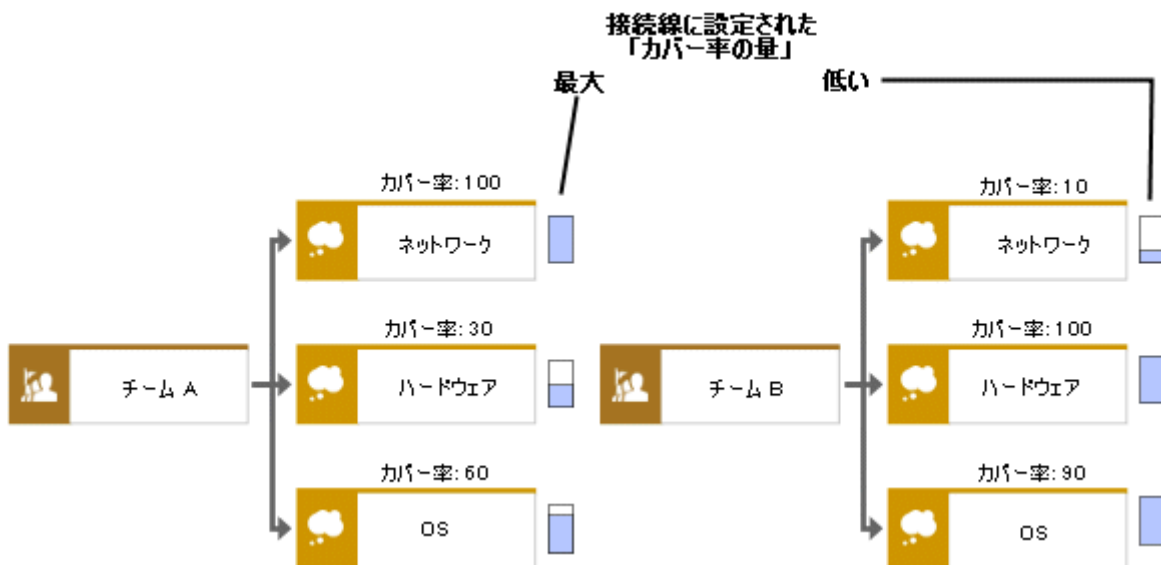 接続線に設定された
「カバー率の量」
最大
低い
カバー率: 100
ネットワーク
カバー率: 30
チーム A
ハードウェア
カバー率: 60
OS
カバー率: 10
ネットワーク
カバー率: 100
チーム B
ハードウェア
カバー率: 90
OS